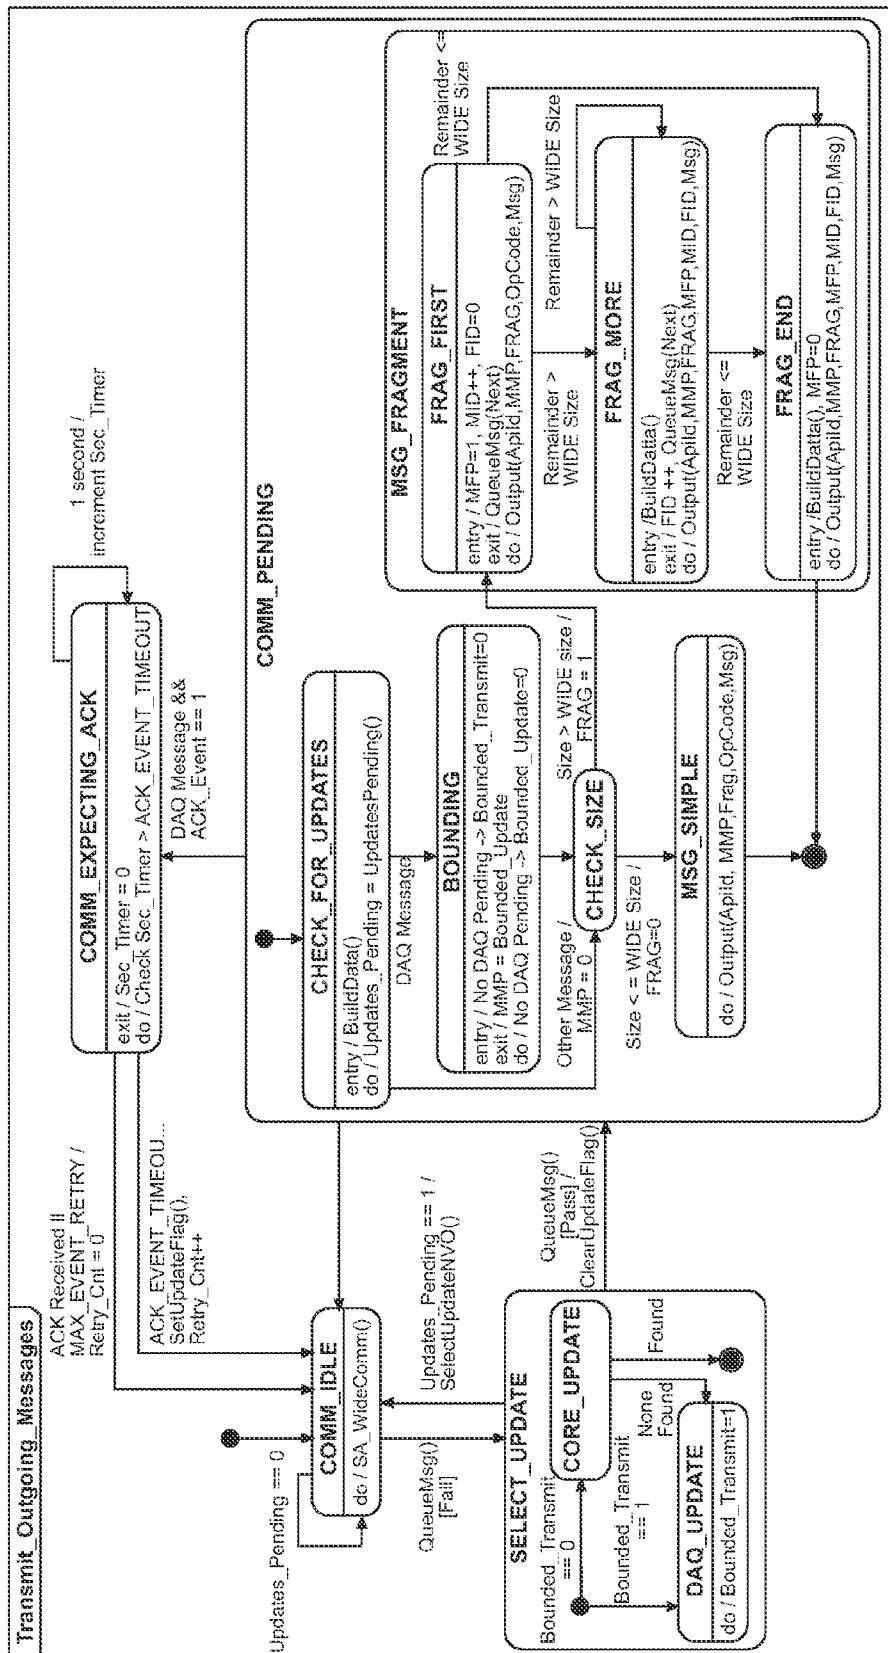 Transmit_Outgoing_Messages
ACK Received II
MAX_EVENT_RETRY /
Retry_Cnt = 0
ACK_EVENT_TIMEOU...
SetUpdateFlag(),
Retry_Cnt++
COMM_EXPECTING_ACK
exit / Sec_Timer = 0
do / Check Sec_Timer > ACK_EVENT_TIMEOUT
1 second /
increment Sec_Timer
DAQ Message &&
ACK_Event == 1
Updates_Pending == 0
COMM_IDLE
do / SA_WideComm()
QueueMsg()
[Fail]
Updates_Pending == 1 /
SelectUpdateNVO()
SELECT_UPDATE
Bounded_Transmit
== 0
CORE_UPDATE
Bounded_Transmit
== 1
None
Found
Found
DAQ_UPDATE
do / Bounded_Transmit=1
QueueMsg()
[Pass] /
ClearUpdateFlag()
COMM_PENDING
CHECK_FOR_UPDATES
entry / BuildData()
do / Updates_Pending = UpdatesPending()
DAQ Message
BOUNDING
entry / No DAQ Pending -> Bounded_Transmit=0
exit / MMP = Bounded_Update
do / No DAQ Pending -> Bounded_Update=0
Other Message /
MMP = 0
CHECK_SIZE
Size > WIDE size /
FRAG = 1
Size < = WIDE Size /
FRAG=0
MSG_SIMPLE
do / Output(ApiId, MMP,Frag,OpCode,Msg)
MSG_FRAGMENT
FRAG_FIRST
entry / MFP=1, MID++, FID=0
exit / QueueMsg(Next)
do / Output(ApiId,MMP,FRAG,OpCode,Msg)
Remainder <=
WIDE Size
Remainder >
WIDE Size
Remainder > WIDE Size
FRAG_MORE
entry /BuildDatta()
exit / FID ++, QueueMsg(Next)
do / Output(ApiId,MMP,FRAG,MFP,MID,FID,Msg)
Remainder <=
WIDE Size
FRAG_END
entry /BuildDatta(), MFP=0
do / Output(ApiId,MMP,FRAG,MFP,MID,FID,Msg)